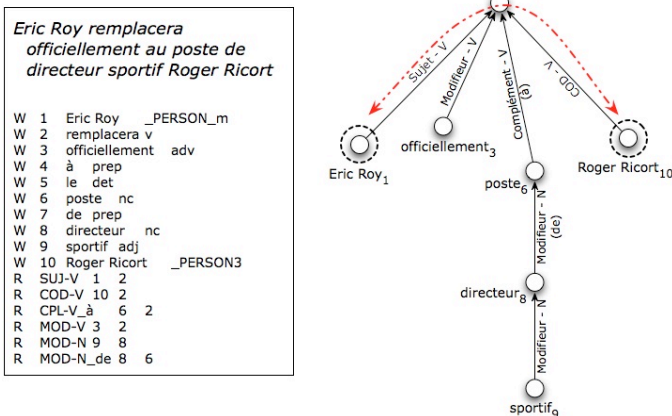 Eric Roy remplacera
officiellement au poste de
directeur sportif Roger Ricort
W 1 Eric Roy _PERSON_m
W 2 remplacera v
W 3 officiellement adv
W 4 à prep
W 5 le det
W 6 poste nc
W 7 de prep
W 8 directeur nc
W 9 sportif adj
W 10 Roger Ricort _PERSON3
R SUJ-V 1 2
R COD-V 10 2
R CPL-V_à 6 2
R MOD-V 3 2
R MOD-N 9 8
R MOD-N_de 8 6
Sujet - V
Modifieur - V
Complément - V
(à)
COD - V
Eric Roy1
officiellement3
poste6
Roger Ricort10
Modifieur - N
(de)
directeur8
Modifieur - N
sportif9